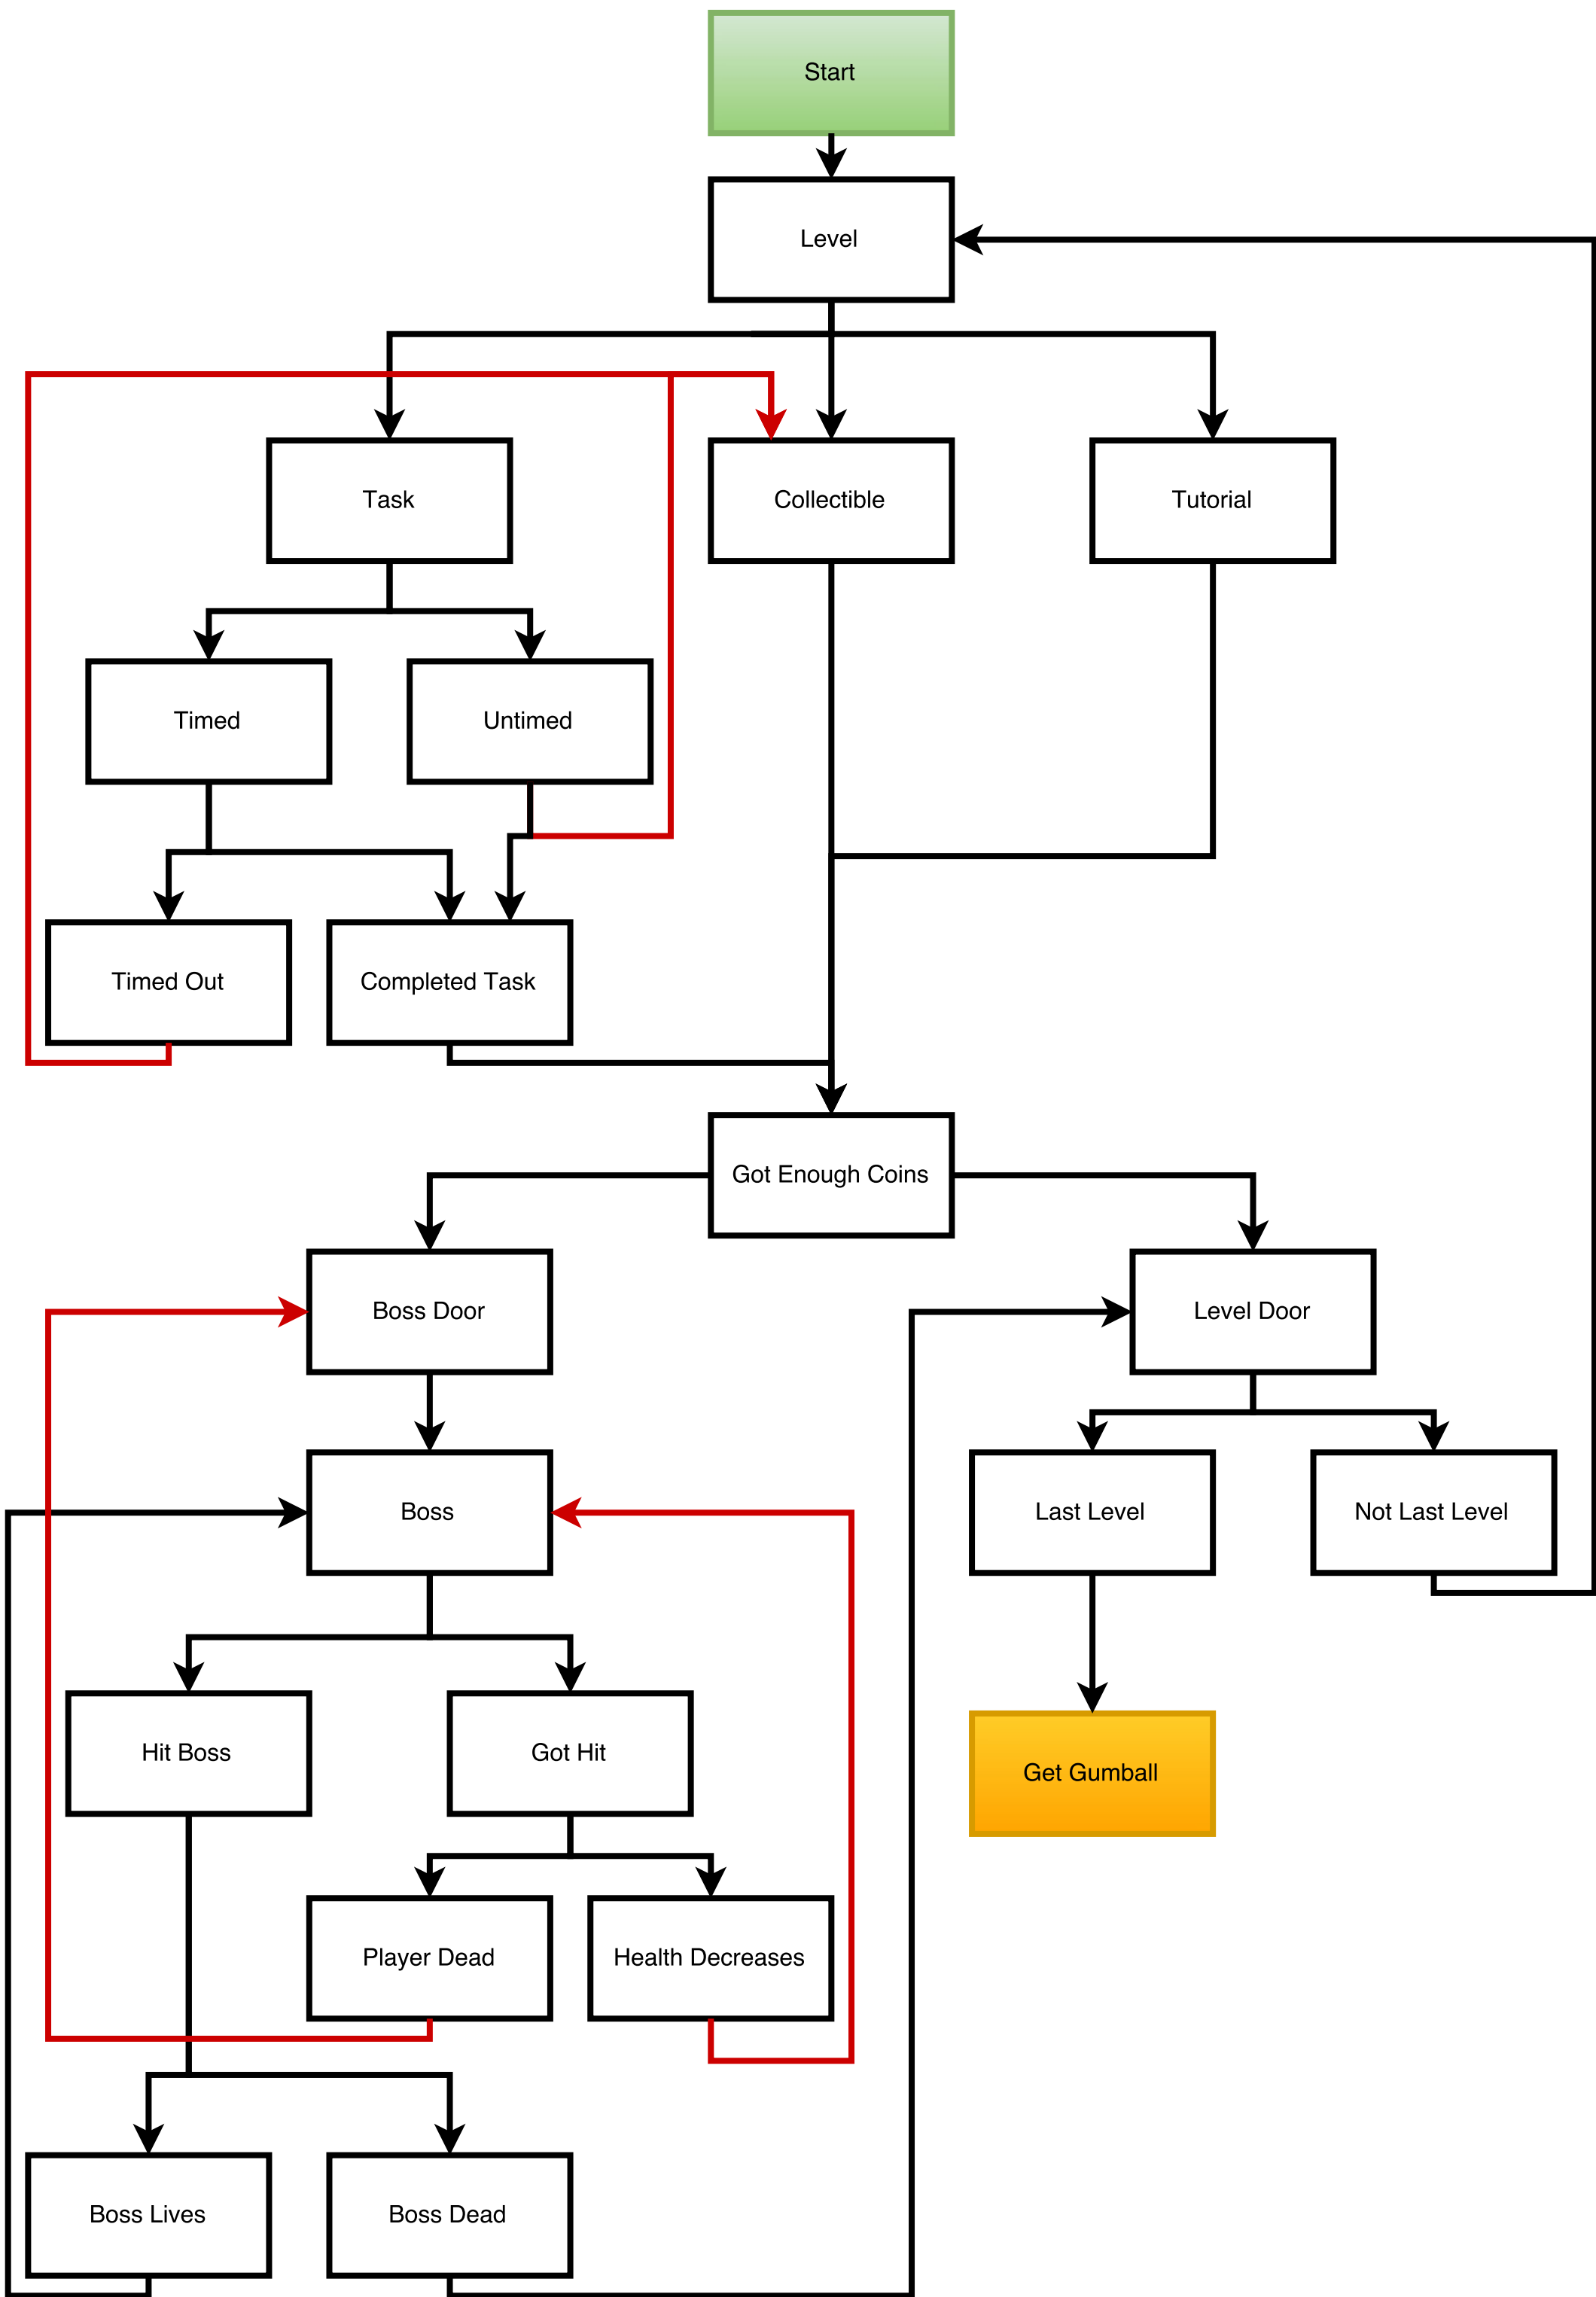 Start
Level
Task
Collectible
Tutorial
Timed
Untimed
Timed Out
Completed Task
Got Enough Coins
Boss Door
Level Door
Boss
Last Level
Not Last Level
Hit Boss
Got Hit
Get Gumball
Player Dead
Health Decreases
Boss Lives
Boss Dead